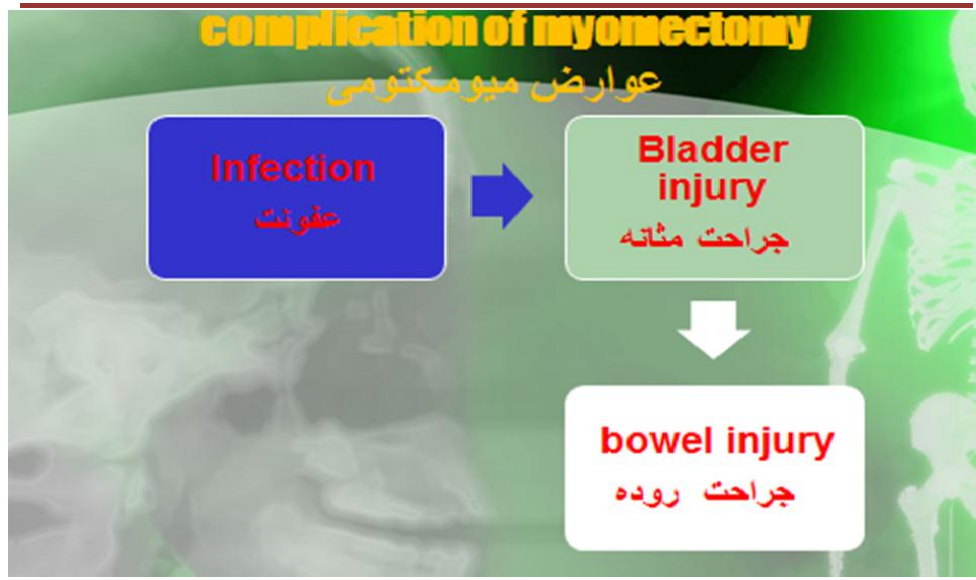 complication of myomectomy
عوارض میومکتومی
Infection
عفونت
Bladder
injury
جراحت مثانه
bowel injury
جراحت روده